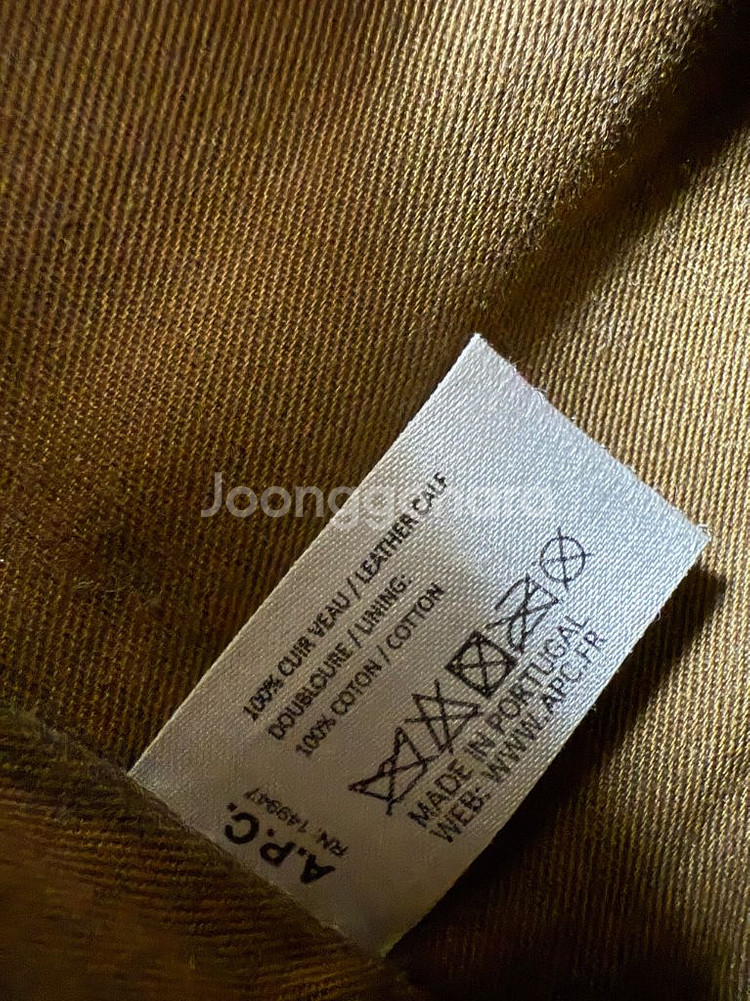 A.P.C.
RN: 149947
100% CUIR VEAU / LEATHER CALF
DOUBLOURE / LINING:
100% COTON / COTTON
MADE IN PORTUGAL
WEB: WWW.APC.FR
Joonggonara